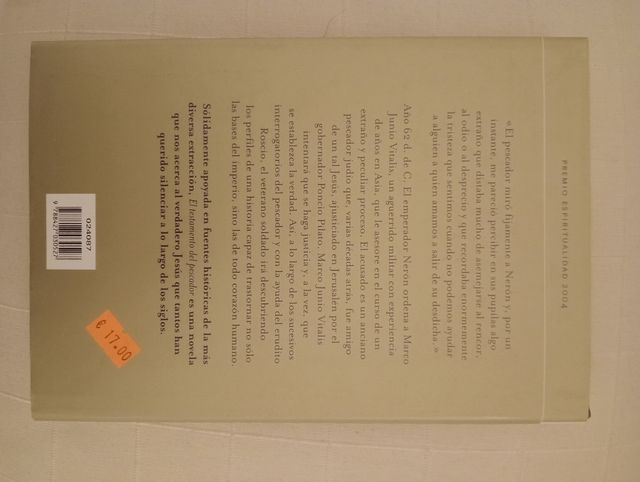 PREMIO ESPIRITUALIDAD 2004
«El pescador miró fijamente a Nerón y, por un
instante, me pareció percibir en sus pupilas algo
extraño que distaba mucho de asemejarse al rencor,
al odio o al desprecio y que recordaba enormemente
la tristeza que sentimos cuando no podemos ayudar
a alguien a quien amamos a salir de su desdicha.»
Año 62 d. de C. El emperador Nerón ordena a Marco
Junio Vitalis, un aguerrido militar con experiencia
de años en Asia, que le asesore en el curso de un
extraño y peculiar proceso. El acusado es un anciano
pescador judío que, varias décadas atrás, fue amigo
de un tal Jesús, ajusticiado en Jerusalén por el
gobernador Poncio Pilato. Marco Junio Vitalis
intentará que se haga justicia y, a la vez, que
se establezca la verdad. Así, a lo largo de los sucesivos
interrogatorios del pescador y con la ayuda del erudito
Roscio, el veterano soldado irá descubriendo
los perfiles de una historia capaz de trastornar no solo
las bases del imperio, sino las de todo corazón humano.
Sólidamente apoyada en fuentes históricas de la más
diversa extracción, El testamento del pescador es una novela
que nos acerca al verdadero Jesús que tantos han
querido silenciar a lo largo de los siglos.
024087
€ 17.00